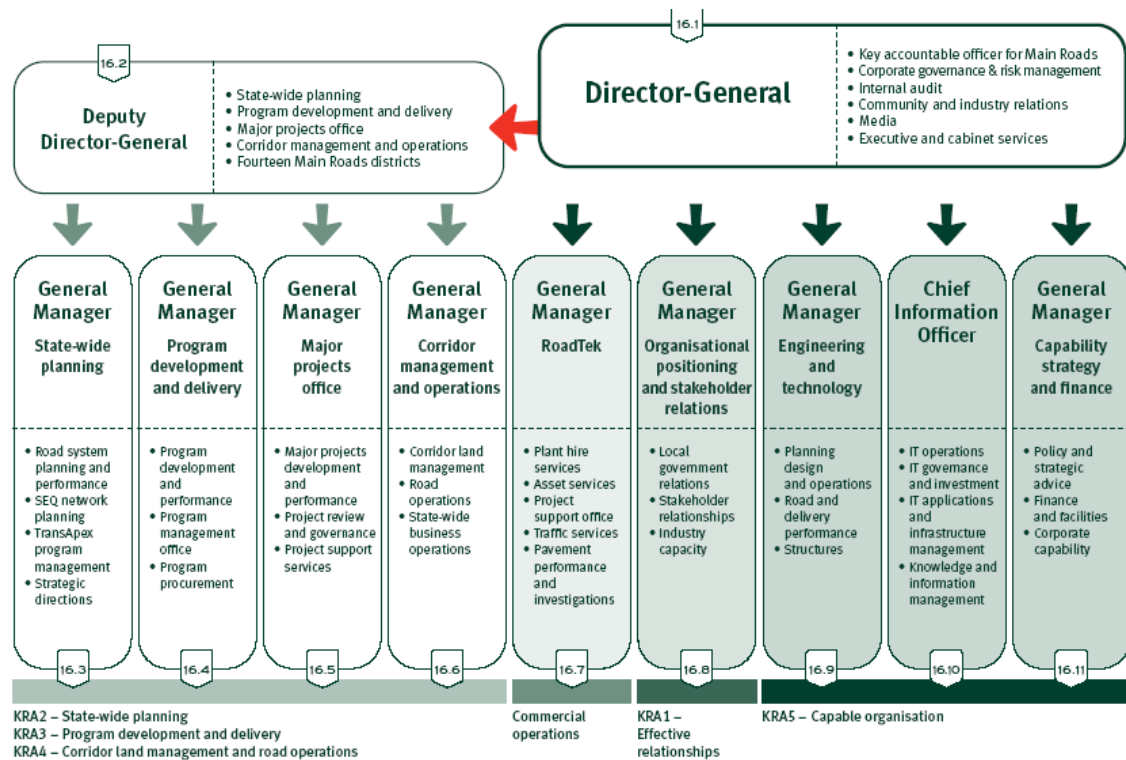 16.1
Director-General
• Key accountable officer for Main Roads
• Corporate governance & risk management
• Internal audit
• Community and industry relations
• Media
• Executive and cabinet services
16.2
Deputy
Director-General
• State-wide planning
• Program development and delivery
• Major projects office
• Corridor management and operations
• Fourteen Main Roads districts
General
Manager
State-wide
planning
• Road system
planning and
performance
• SEQ network
planning
• TransApex
program
management
• Strategic
directions
16.3
General
Manager
Program
development
and delivery
• Program
development
and
performance
• Program
management
office
• Program
procurement
16.4
General
Manager
Major
projects
office
• Major projects
development
and
performance
• Project review
and governance
• Project support
services
16.5
General
Manager
Corridor
management
and operations
• Corridor land
management
• Road
operations
• State-wide
business
operations
16.6
General
Manager
RoadTek
• Plant hire
services
• Asset services
• Project
support office
• Traffic services
• Pavement
performance
and
investigations
16.7
General
Manager
Organisational
positioning
and stakeholder
relations
• Local
government
relations
• Stakeholder
relationships
• Industry
capacity
16.8
General
Manager
Engineering
and
technology
• Planning
design
and operations
• Road and
delivery
performance
• Structures
16.9
Chief
Information
Officer
• IT operations
• IT governance
and investment
• IT applications
and
infrastructure
management
• Knowledge and
information
management
16.10
General
Manager
Capability
strategy
and finance
• Policy and
strategic
advice
• Finance
and facilities
• Corporate
capability
16.11
KRA2 – State-wide planning
KRA3 – Program development and delivery
KRA4 – Corridor land management and road operations
Commercial
operations
KRA1 –
Effective
relationships
KRA5 – Capable organisation